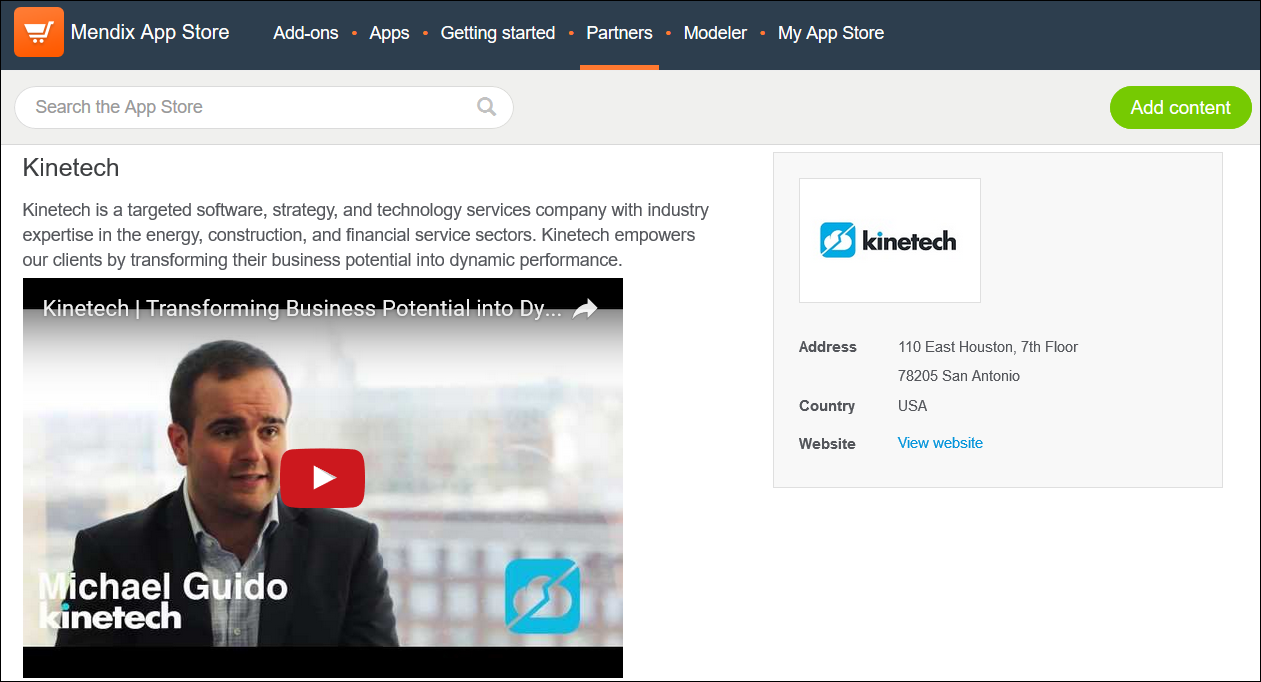 Mendix App Store
Add-ons • Apps • Getting started • Partners • Modeler • My App Store
Search the App Store
Add content
Kinetech
Kinetech is a targeted software, strategy, and technology services company with industry
expertise in the energy, construction, and financial service sectors. Kinetech empowers
our clients by transforming their business potential into dynamic performance.
Kinetech | Transforming Business Potential into Dy...
Michael Guido
kinetech
kinetech
Address 110 East Houston, 7th Floor
78205 San Antonio
Country USA
Website View website